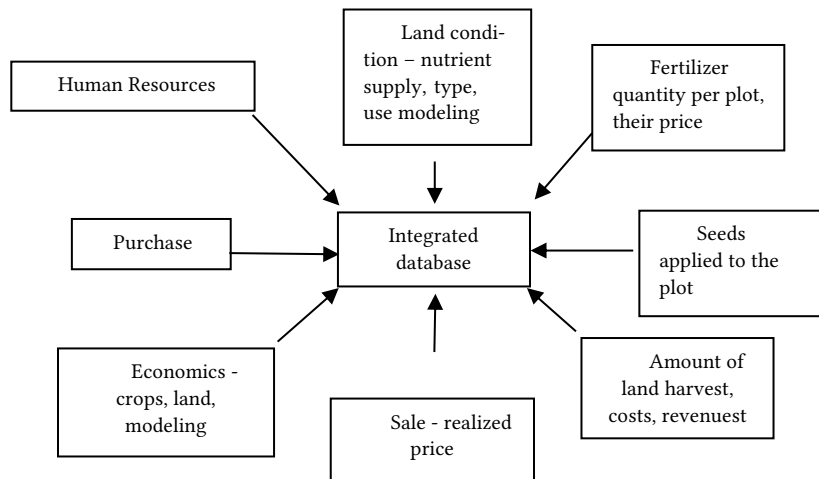 Land condi-
tion – nutrient
supply, type,
use modeling
Human Resources
Fertilizer
quantity per plot,
their price
Purchase
Integrated
database
Seeds
applied to the
plot
Economics -
crops, land,
modeling
Sale - realized
price
Amount of
land harvest,
costs, revenuest